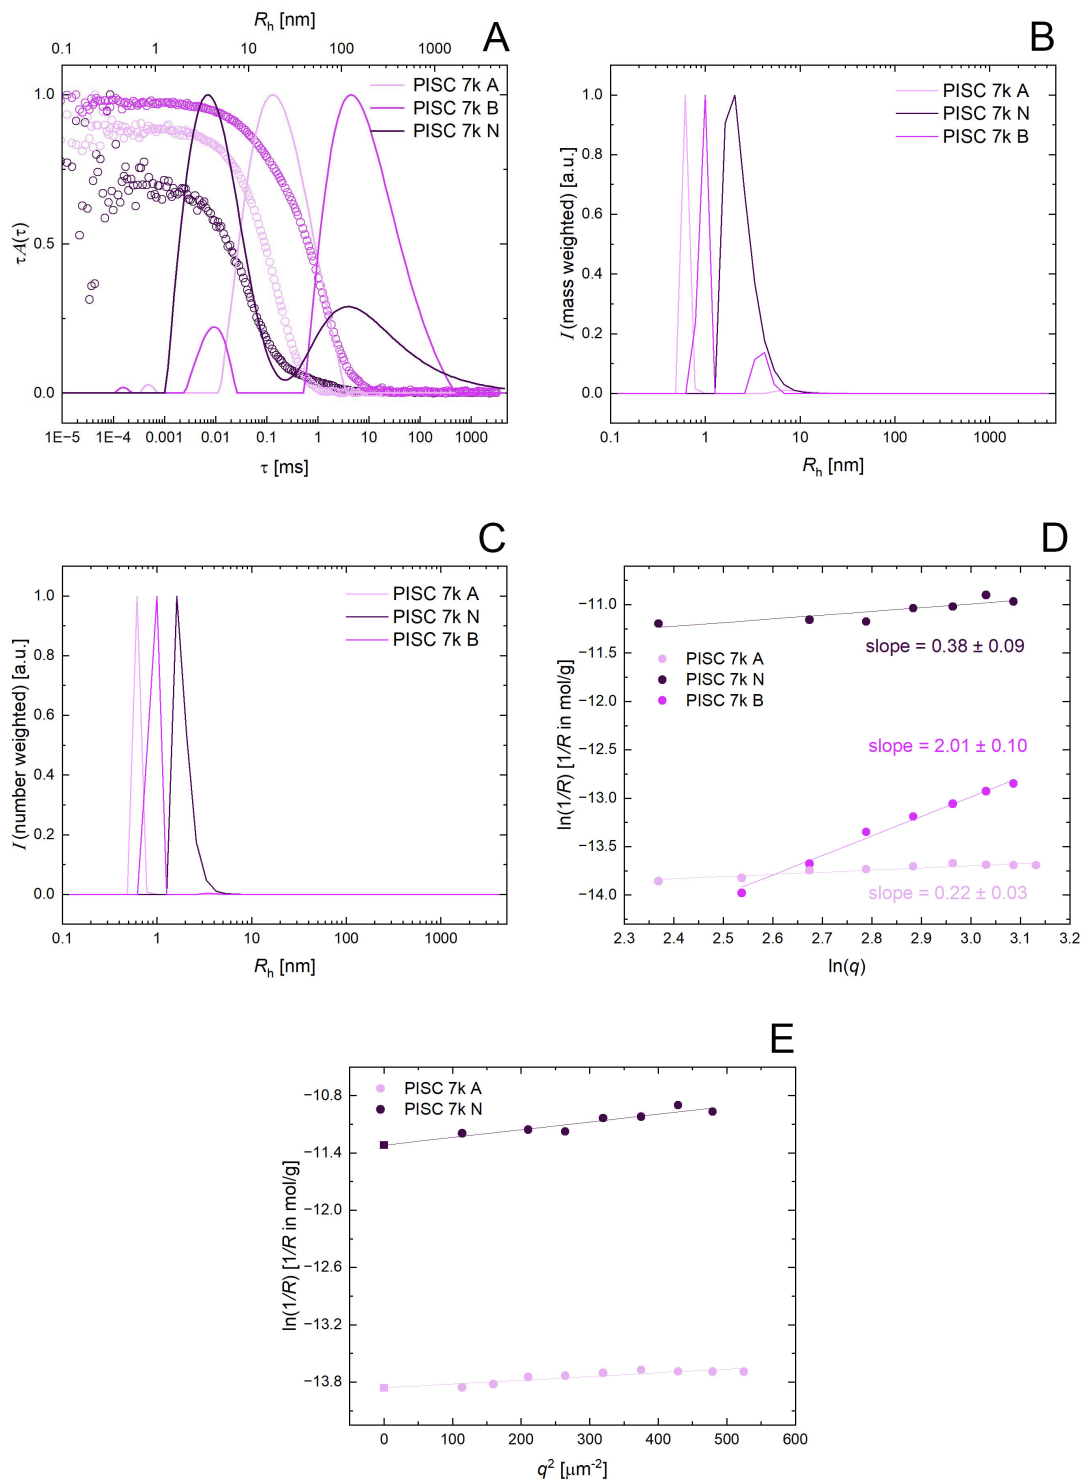 R_h [nm]
A
0.1 1 10 100 1000
PISC 7k A
PISC 7k B
PISC 7k N
1.0
0.5
0.0
τA(τ)
1E-5 1E-4 0.001 0.01 0.1 1 10 100 1000
τ [ms]
B
PISC 7k A
PISC 7k N
PISC 7k B
1.0
0.8
0.6
0.4
0.2
0.0
I (mass weighted) [a.u.]
0.1 1 10 100 1000
R_h [nm]
C
PISC 7k A
PISC 7k N
PISC 7k B
1.0
0.8
0.6
0.4
0.2
0.0
I (number weighted) [a.u.]
0.1 1 10 100 1000
R_h [nm]
D
−11.0
−11.5
−12.0
−12.5
−13.0
−13.5
−14.0
ln(1/R) [1/R in mol/g]
slope = 0.38 ± 0.09
PISC 7k A
PISC 7k N
PISC 7k B
slope = 2.01 ± 0.10
slope = 0.22 ± 0.03
2.3 2.4 2.5 2.6 2.7 2.8 2.9 3.0 3.1 3.2
ln(q)
E
PISC 7k A
PISC 7k N
−10.8
−11.4
−12.0
−12.6
−13.2
−13.8
ln(1/R) [1/R in mol/g]
0 100 200 300 400 500 600
q² [μm⁻²]